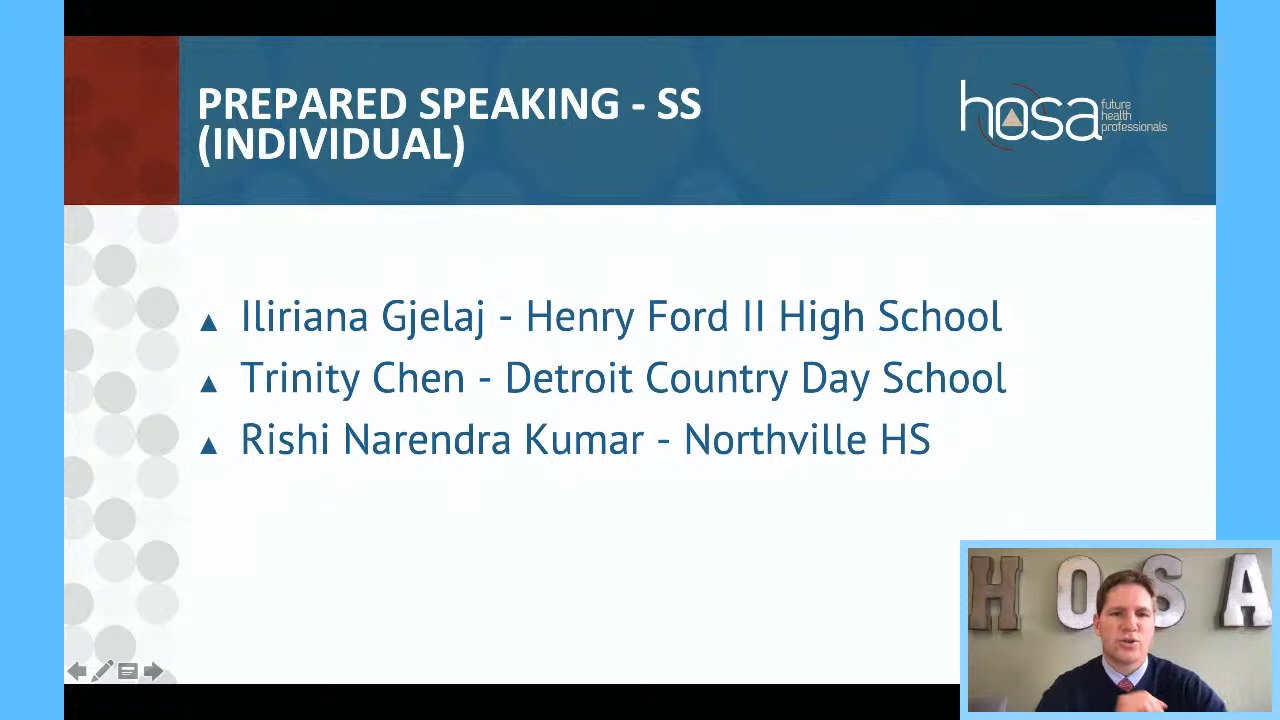 PREPARED SPEAKING - SS
(INDIVIDUAL)
hosa
future
health
professionals
Iliriana Gjelaj - Henry Ford II High School
Trinity Chen - Detroit Country Day School
Rishi Narendra Kumar - Northville HS
HOSA